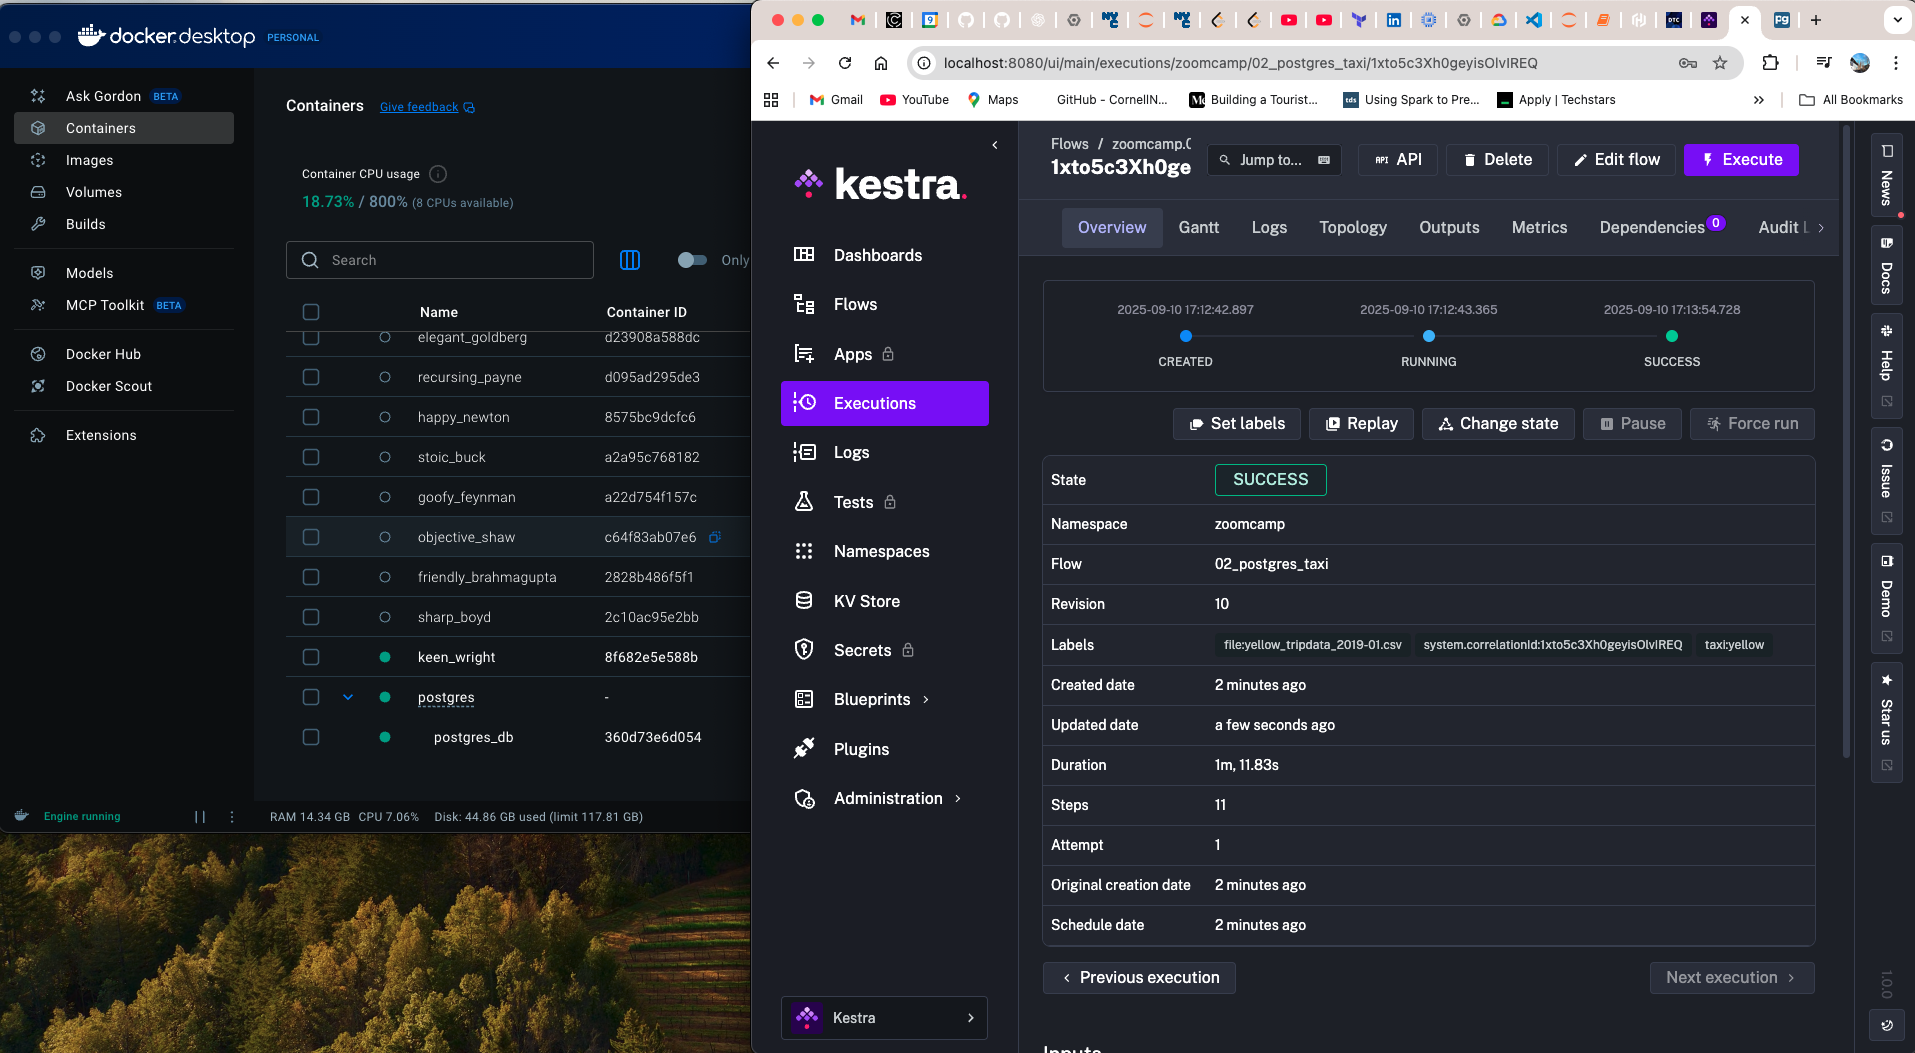 docker.desktop PERSONAL
Ask Gordon BETA
Containers
Images
Volumes
Builds
Models
MCP Toolkit BETA
Docker Hub
Docker Scout
Extensions
Containers Give feedback
Container CPU usage
18.73% / 800% (8 CPUs available)
Search
Only
Name Container ID
elegant_goldberg d23908a588dc
recursing_payne d095ad295de3
happy_newton 8575bc9dcfc6
stoic_buck a2a95c768182
goofy_feynman a22d754f157c
objective_shaw c64f83ab07e6
friendly_brahmagupta 2828b486f5f1
sharp_boyd 2c10ac95e2bb
keen_wright 8f682e5e588b
postgres -
postgres_db 360d73e6d054
Engine running
RAM 14.34 GB CPU 7.06% Disk: 44.86 GB used (limit 117.81 GB)
localhost:8080/ui/main/executions/zoomcamp/02_postgres_taxi/1xto5c3Xh0geyisOlvIREQ
Gmail YouTube Maps GitHub - CornellN... Building a Tourist... Using Spark to Pre... Apply | Techstars
All Bookmarks
kestra.
Dashboards
Flows
Apps
Executions
Logs
Tests
Namespaces
KV Store
Secrets
Blueprints
Plugins
Administration
Kestra
Flows / zoomcamp.0
1xto5c3Xh0ge
Jump to... API Delete Edit flow Execute
Overview Gantt Logs Topology Outputs Metrics Dependencies 0 Audit L
2025-09-10 17:12:42.897 2025-09-10 17:12:43.365 2025-09-10 17:13:54.728
CREATED RUNNING SUCCESS
Set labels Replay Change state Pause Force run
State SUCCESS
Namespace zoomcamp
Flow 02_postgres_taxi
Revision 10
Labels file:yellow_tripdata_2019-01.csv system.correlationId:1xto5c3Xh0geyisOlvIREQ taxi:yellow
Created date 2 minutes ago
Updated date a few seconds ago
Duration 1m, 11.83s
Steps 11
Attempt 1
Original creation date 2 minutes ago
Schedule date 2 minutes ago
Previous execution Next execution
Inputs
News
Docs
Help
Issue
Demo
Star us
1.0.0